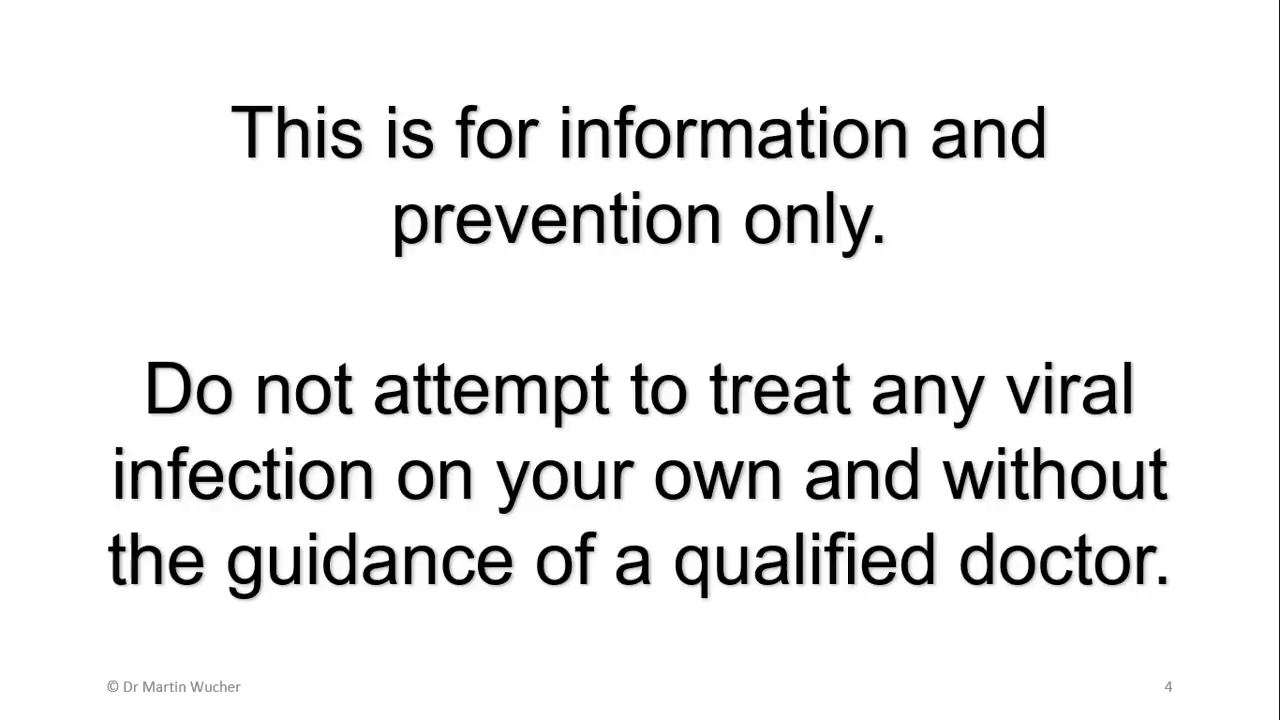 This is for information and
prevention only.
Do not attempt to treat any viral
infection on your own and without
the guidance of a qualified doctor.
© Dr Martin Wucher
4